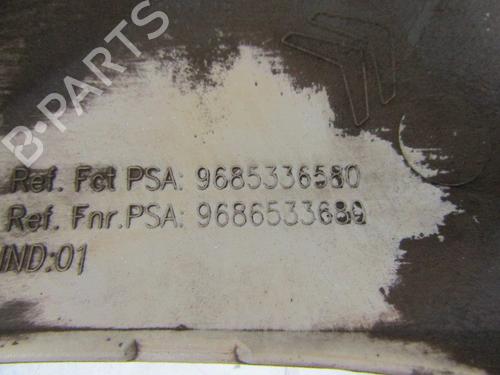 B-PARTS
Ref. Fct PSA: 9685336580
Ref. Fnr.PSA: 9686533680
IND:01